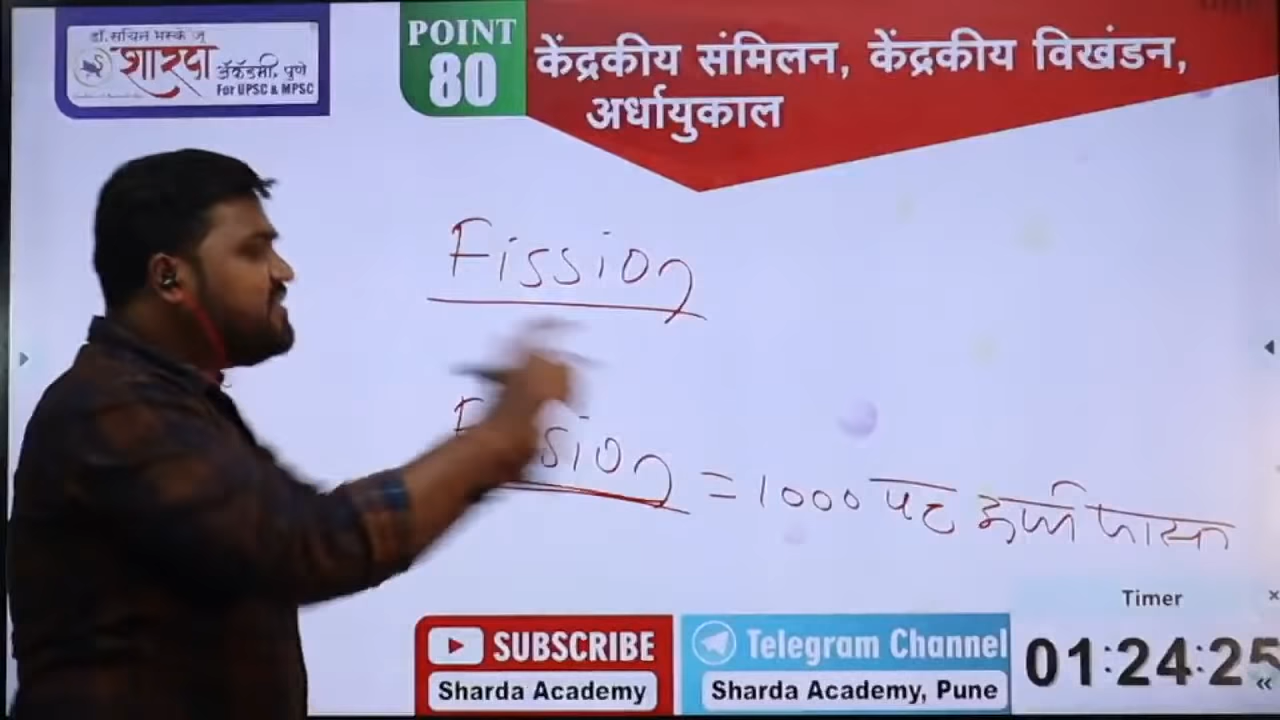 डॉ. सचिन भस्के जू
शारदा
ॲकॅडमी, पुणे
For UPSC & MPSC
POINT
80
केंद्रकीय संमिलन, केंद्रकीय विखंडन,
अर्धायुकाल
Fission
= 1000 पट ऊर्जा जास्त
Timer
01:24:25
SUBSCRIBE
Sharda Academy
Telegram Channel
Sharda Academy, Pune